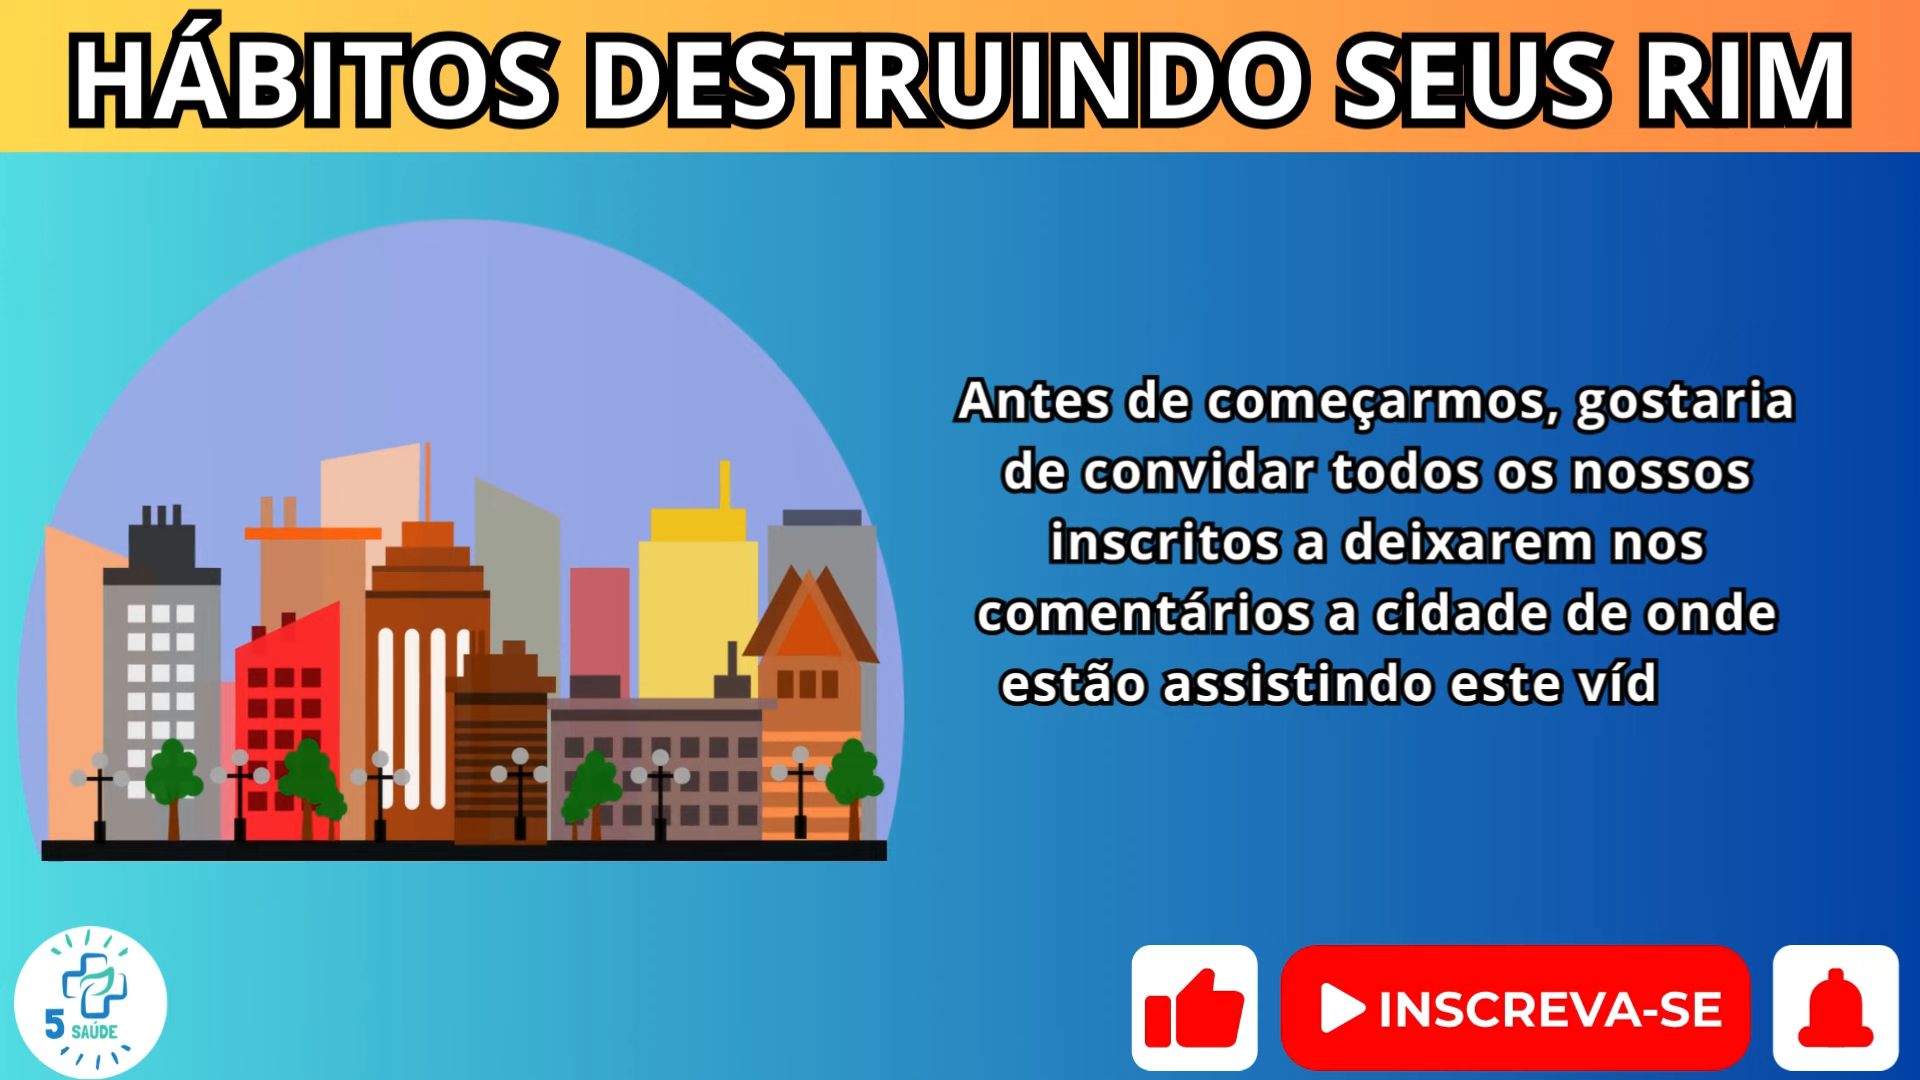 HÁBITOS DESTRUINDO SEUS RIM
Antes de começarmos, gostaria
de convidar todos os nossos
inscritos a deixarem nos
comentários a cidade de onde
estão assistindo este víd
5 SAÚDE
INSCREVA-SE